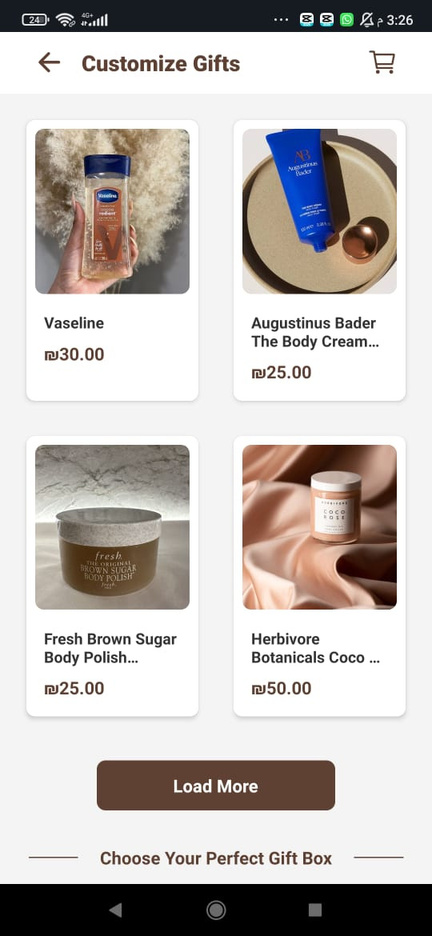 24
4G+
... م 3:26
Customize Gifts
Vaseline
radiant
Augustinus
Bader
Vaseline
₪30.00
Augustinus Bader
The Body Cream...
₪25.00
fresh
THE ORIGINAL
BROWN SUGAR
BODY POLISH
fresh
COCO
ROSE
Fresh Brown Sugar
Body Polish...
₪25.00
Herbivore
Botanicals Coco ...
₪50.00
Load More
Choose Your Perfect Gift Box